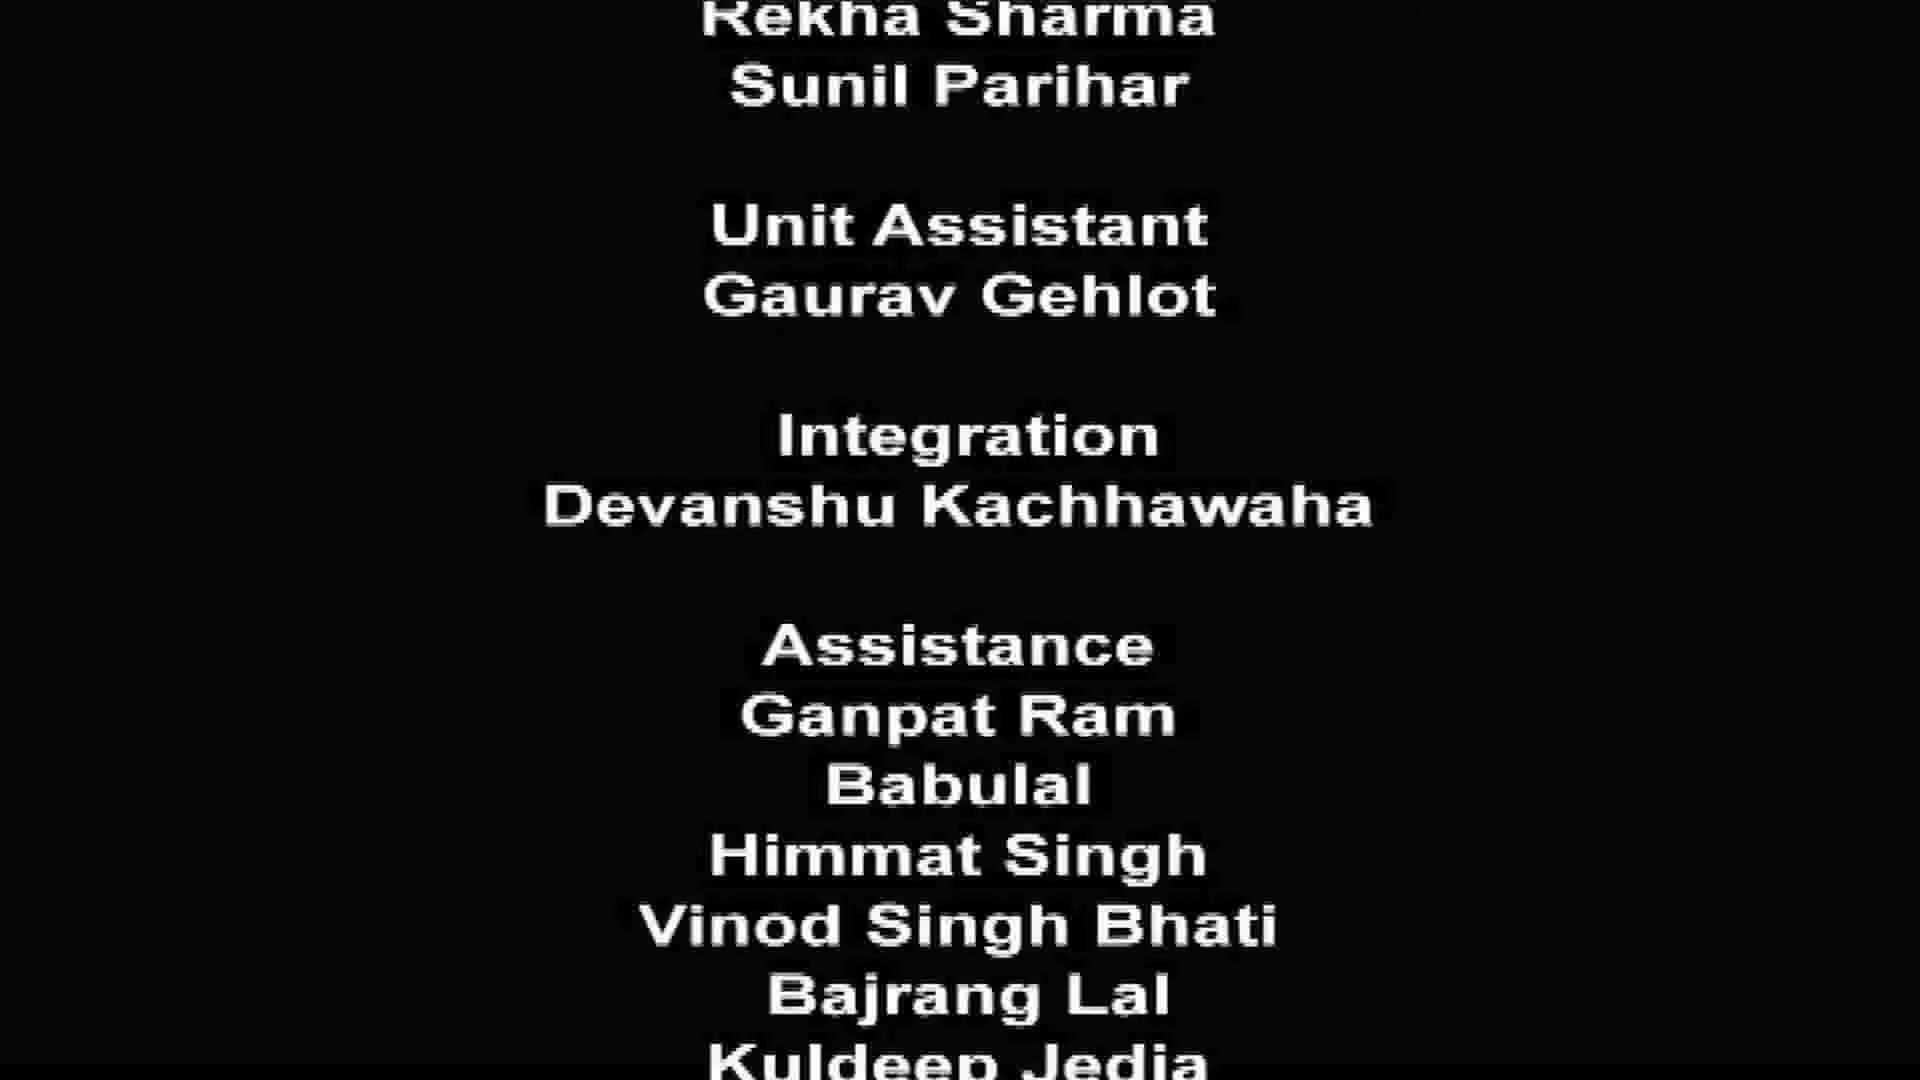 Rekha Sharma
Sunil Parihar
Unit Assistant
Gaurav Gehlot
Integration
Devanshu Kachhawaha
Assistance
Ganpat Ram
Babulal
Himmat Singh
Vinod Singh Bhati
Bajrang Lal
Kuldeep Jedia